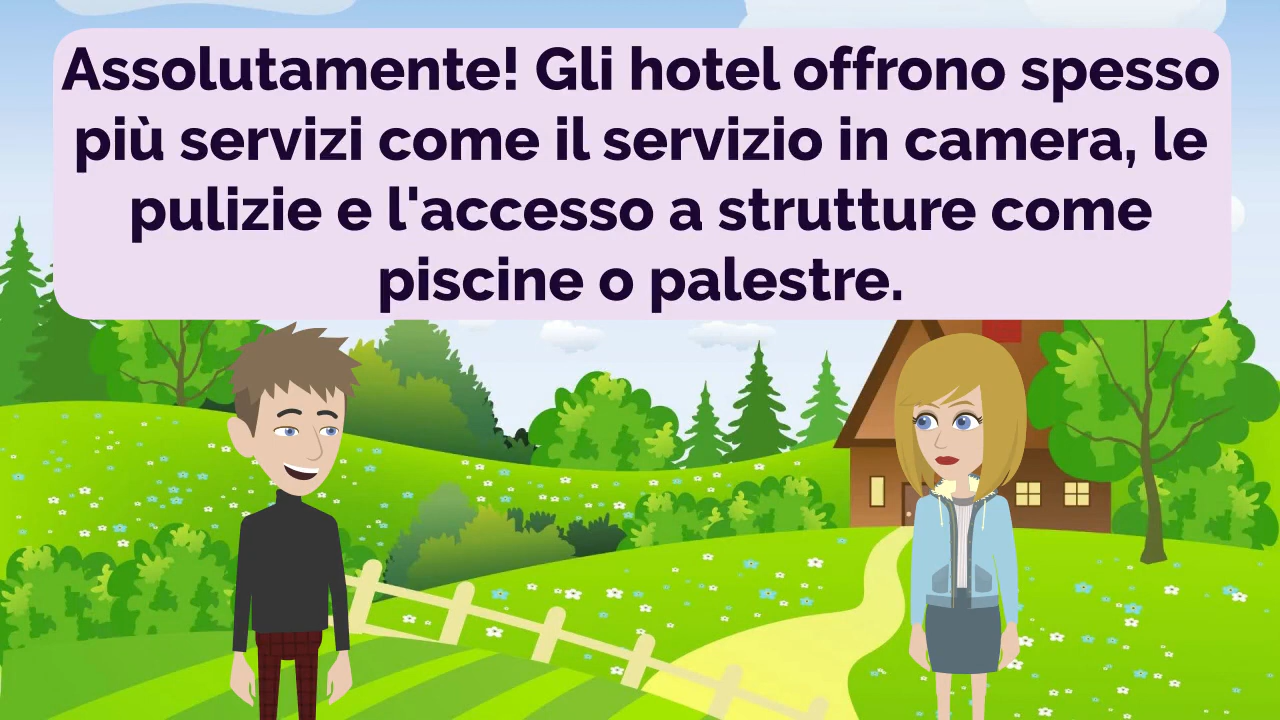 Assolutamente! Gli hotel offrono spesso
più servizi come il servizio in camera, le
pulizie e l'accesso a strutture come
piscine o palestre.